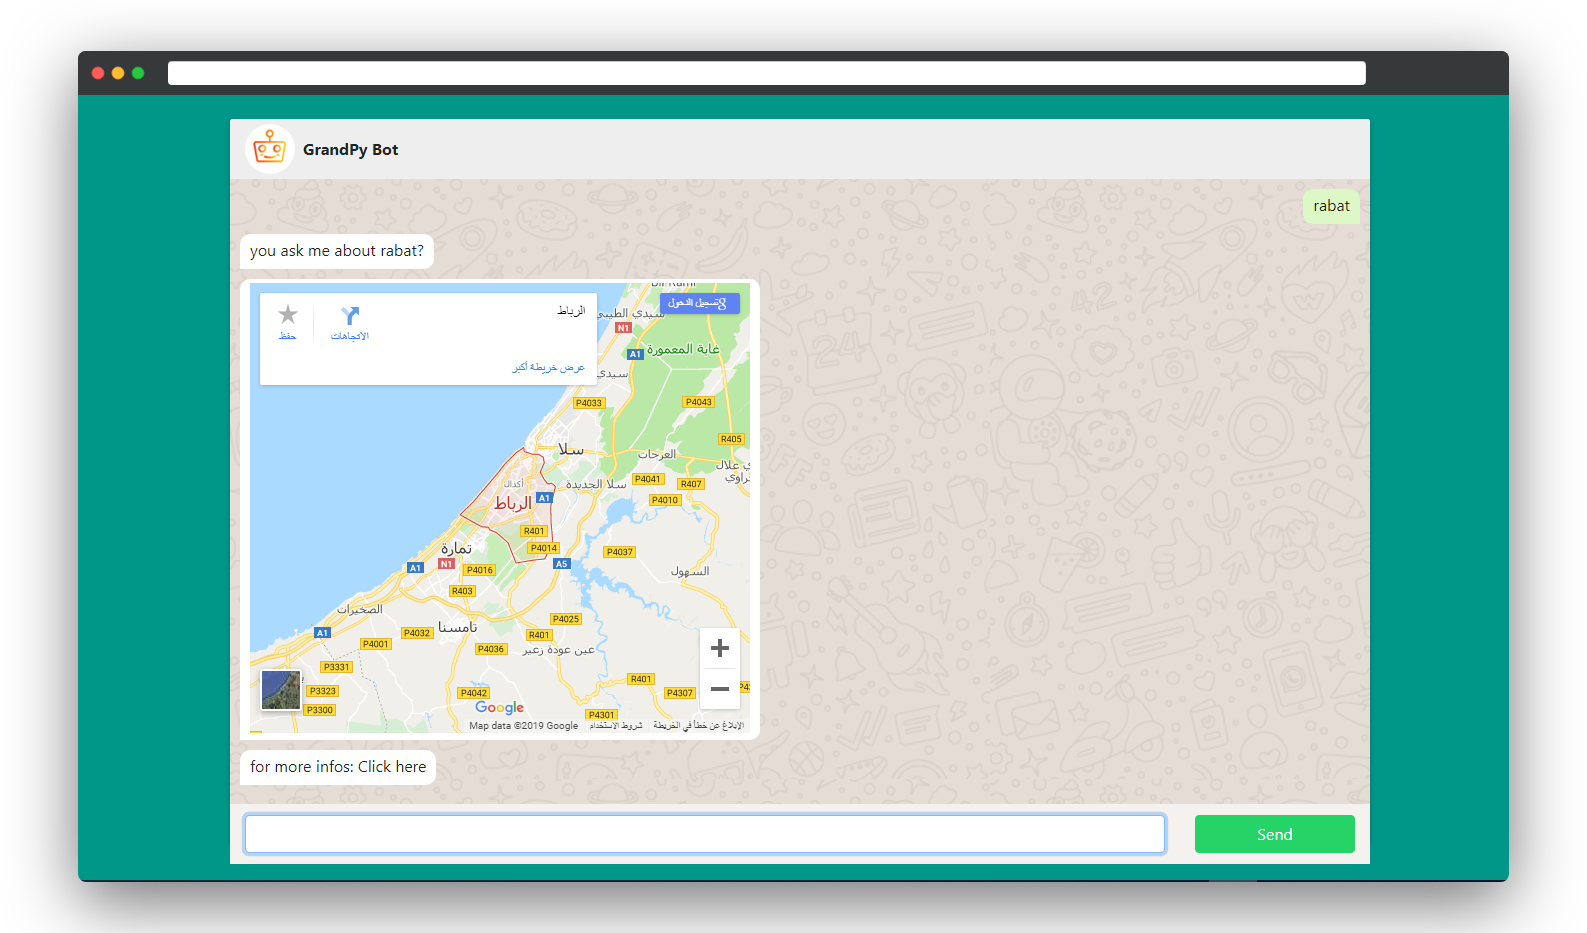 GrandPy Bot
rabat
you ask me about rabat?
الرباط
حفظ
الاتجاهات
عرض خريطة أكبر
تسجيل الدخول
سيدي الطيبي
N1
A1
غابة المعمورة
سيدي
P4033
P4043
R405
سلا
العرجات
سلا الجديدة
P4041
R407
P4010
أكدال
الرباط
A1
R401
P4014
تمارة
N1
A1
P4016
A5
P4037
R403
السهول
الصخيرات
A1
P4032
تامسنا
P4025
R401
P4001
P4036
عين عودة زعير
P3331
P3323
P3300
P4042
R401
P4307
P4301
Google
Map data ©2019 Google
شروط الاستخدام
الإبلاغ عن خطأ في الخريطة
for more infos: Click here
Send